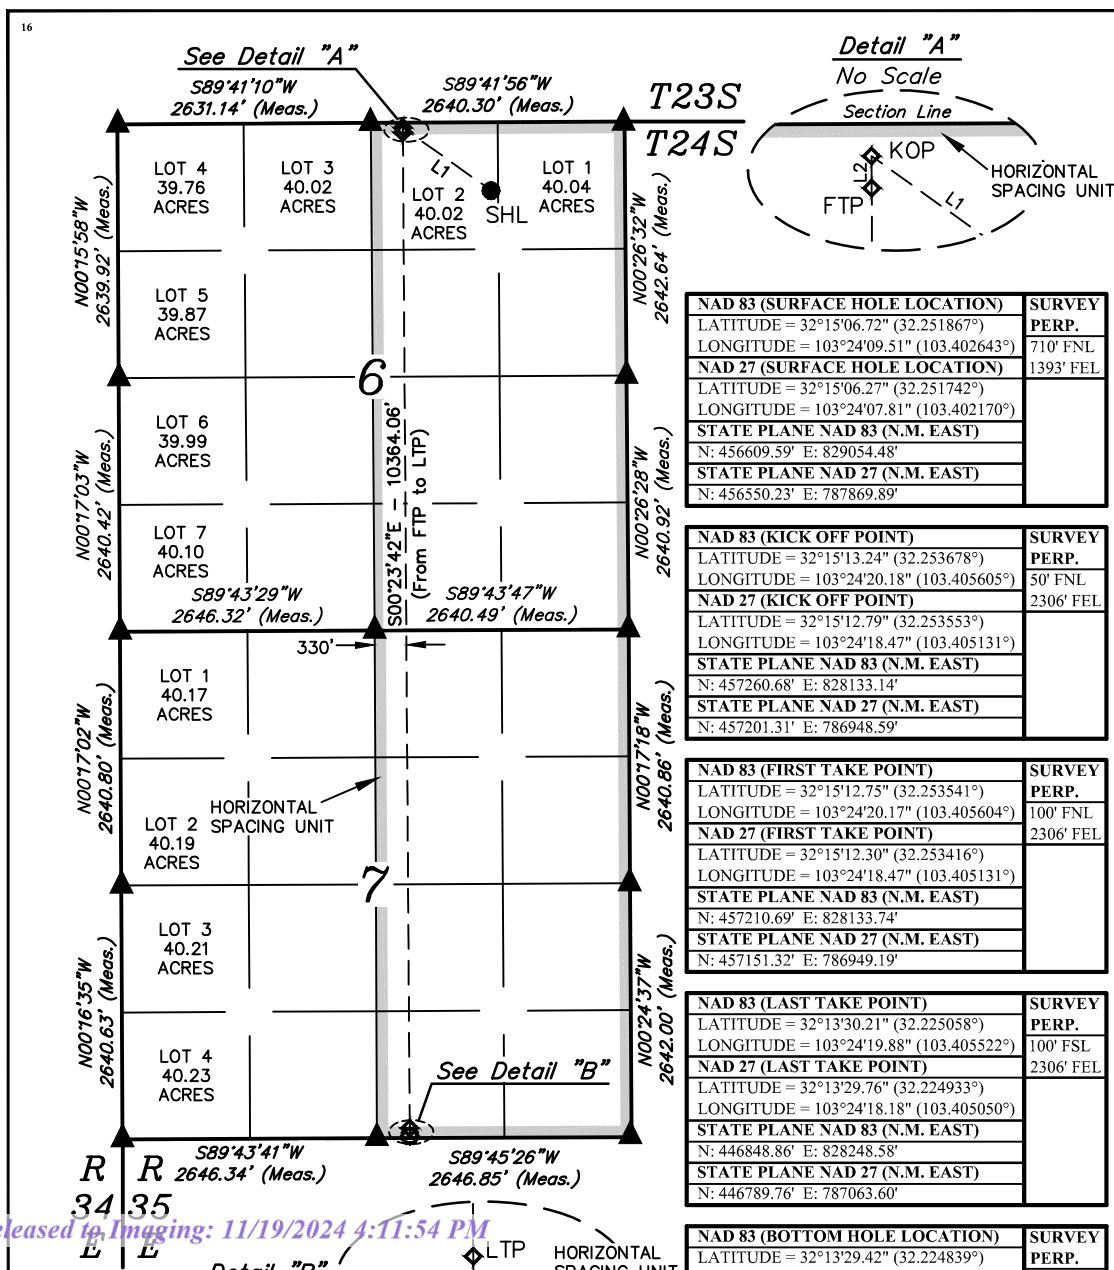 16
See Detail "A"
S89°41'10"W
2631.14' (Meas.)
S89°41'56"W
2640.30' (Meas.)
T23S
T24S
Detail "A"
No Scale
Section Line
KOP
L2
FTP
L1
HORIZONTAL
SPACING UNIT
LOT 4
39.76
ACRES
LOT 3
40.02
ACRES
L1
LOT 2
40.02
ACRES
SHL
LOT 1
40.04
ACRES
N00°15'58"W
2639.92' (Meas.)
N00°26'32"W
2642.64' (Meas.)
LOT 5
39.87
ACRES
6
LOT 6
39.99
ACRES
N00°17'03"W
2640.42' (Meas.)
N00°26'28"W
2640.92' (Meas.)
S00°23'42"E - 10364.06'
(From FTP to LTP)
LOT 7
40.10
ACRES
S89°43'29"W
2646.32' (Meas.)
S89°43'47"W
2640.49' (Meas.)
330'
LOT 1
40.17
ACRES
N00°17'02"W
2640.80' (Meas.)
N00°17'18"W
2640.86' (Meas.)
HORIZONTAL
SPACING UNIT
LOT 2
40.19
ACRES
7
LOT 3
40.21
ACRES
N00°16'35"W
2640.63' (Meas.)
N00°24'37"W
2642.00' (Meas.)
LOT 4
40.23
ACRES
See Detail "B"
S89°43'41"W
2646.34' (Meas.)
S89°45'26"W
2646.85' (Meas.)
R R
34 35
E E
eleased to Imaging: 11/19/2024 4:11:54 PM
Detail "B"
LTP
HORIZONTAL
SPACING UNIT
NAD 83 (SURFACE HOLE LOCATION) SURVEY
LATITUDE = 32°15'06.72" (32.251867°) PERP.
LONGITUDE = 103°24'09.51" (103.402643°) 710' FNL
NAD 27 (SURFACE HOLE LOCATION) 1393' FEL
LATITUDE = 32°15'06.27" (32.251742°)
LONGITUDE = 103°24'07.81" (103.402170°)
STATE PLANE NAD 83 (N.M. EAST)
N: 456609.59' E: 829054.48'
STATE PLANE NAD 27 (N.M. EAST)
N: 456550.23' E: 787869.89'
NAD 83 (KICK OFF POINT) SURVEY
LATITUDE = 32°15'13.24" (32.253678°) PERP.
LONGITUDE = 103°24'20.18" (103.405605°) 50' FNL
NAD 27 (KICK OFF POINT) 2306' FEL
LATITUDE = 32°15'12.79" (32.253553°)
LONGITUDE = 103°24'18.47" (103.405131°)
STATE PLANE NAD 83 (N.M. EAST)
N: 457260.68' E: 828133.14'
STATE PLANE NAD 27 (N.M. EAST)
N: 457201.31' E: 786948.59'
NAD 83 (FIRST TAKE POINT) SURVEY
LATITUDE = 32°15'12.75" (32.253541°) PERP.
LONGITUDE = 103°24'20.17" (103.405604°) 100' FNL
NAD 27 (FIRST TAKE POINT) 2306' FEL
LATITUDE = 32°15'12.30" (32.253416°)
LONGITUDE = 103°24'18.47" (103.405131°)
STATE PLANE NAD 83 (N.M. EAST)
N: 457210.69' E: 828133.74'
STATE PLANE NAD 27 (N.M. EAST)
N: 457151.32' E: 786949.19'
NAD 83 (LAST TAKE POINT) SURVEY
LATITUDE = 32°13'30.21" (32.225058°) PERP.
LONGITUDE = 103°24'19.88" (103.405522°) 100' FSL
NAD 27 (LAST TAKE POINT) 2306' FEL
LATITUDE = 32°13'29.76" (32.224933°)
LONGITUDE = 103°24'18.18" (103.405050°)
STATE PLANE NAD 83 (N.M. EAST)
N: 446848.86' E: 828248.58'
STATE PLANE NAD 27 (N.M. EAST)
N: 446789.76' E: 787063.60'
NAD 83 (BOTTOM HOLE LOCATION) SURVEY
LATITUDE = 32°13'29.42" (32.224839°) PERP.